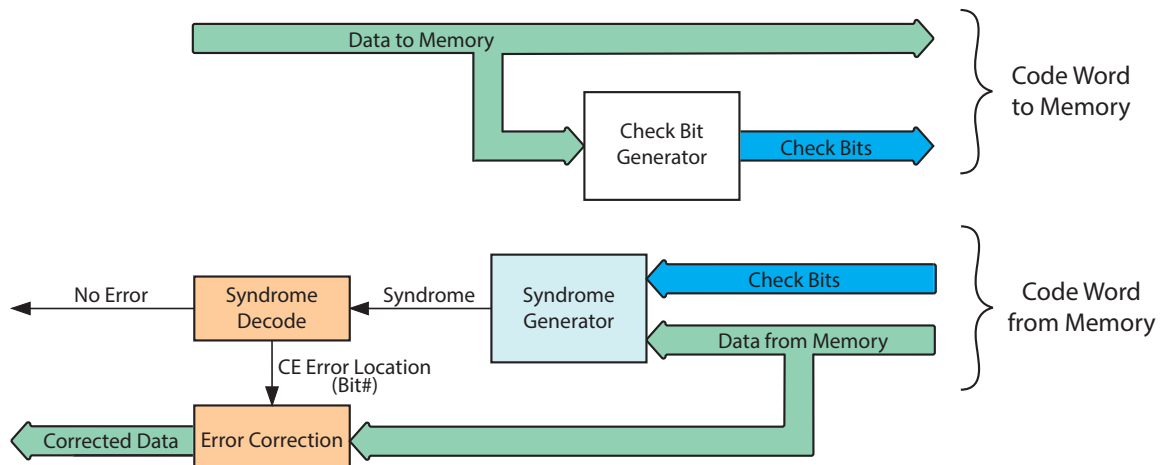 Data to Memory
Code Word
to Memory
Check Bit
Generator
Check Bits
No Error
Syndrome
Decode
Syndrome
Syndrome
Generator
Check Bits
Data from Memory
Code Word
from Memory
CE Error Location
(Bit#)
Corrected Data
Error Correction